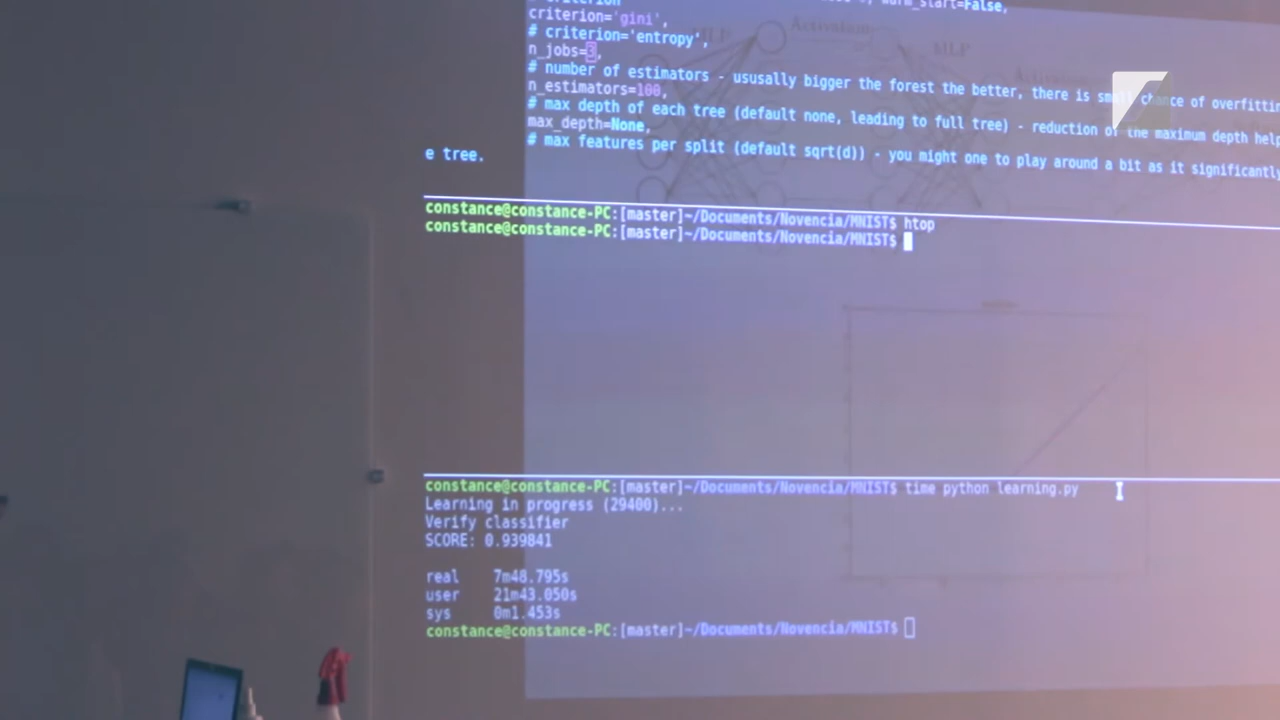 warm_start=False,
criterion='gini',
# criterion='entropy',
n_jobs=3,
# number of estimators - ususally bigger the forest the better, there is small chance of overfittin
n_estimators=100,
# max depth of each tree (default none, leading to full tree) - reduction of the maximum depth help
max_depth=None,
# max features per split (default sqrt(d)) - you might one to play around a bit as it significantly
e tree.
constance@constance-PC:[master]~/Documents/Novencia/MNIST$ htop
constance@constance-PC:[master]~/Documents/Novencia/MNIST$
constance@constance-PC:[master]~/Documents/Novencia/MNIST$ time python learning.py
Learning in progress (29400)...
Verify classifier
SCORE: 0.939841
real 7m48.795s
user 21m43.050s
sys 0m1.453s
constance@constance-PC:[master]~/Documents/Novencia/MNIST$